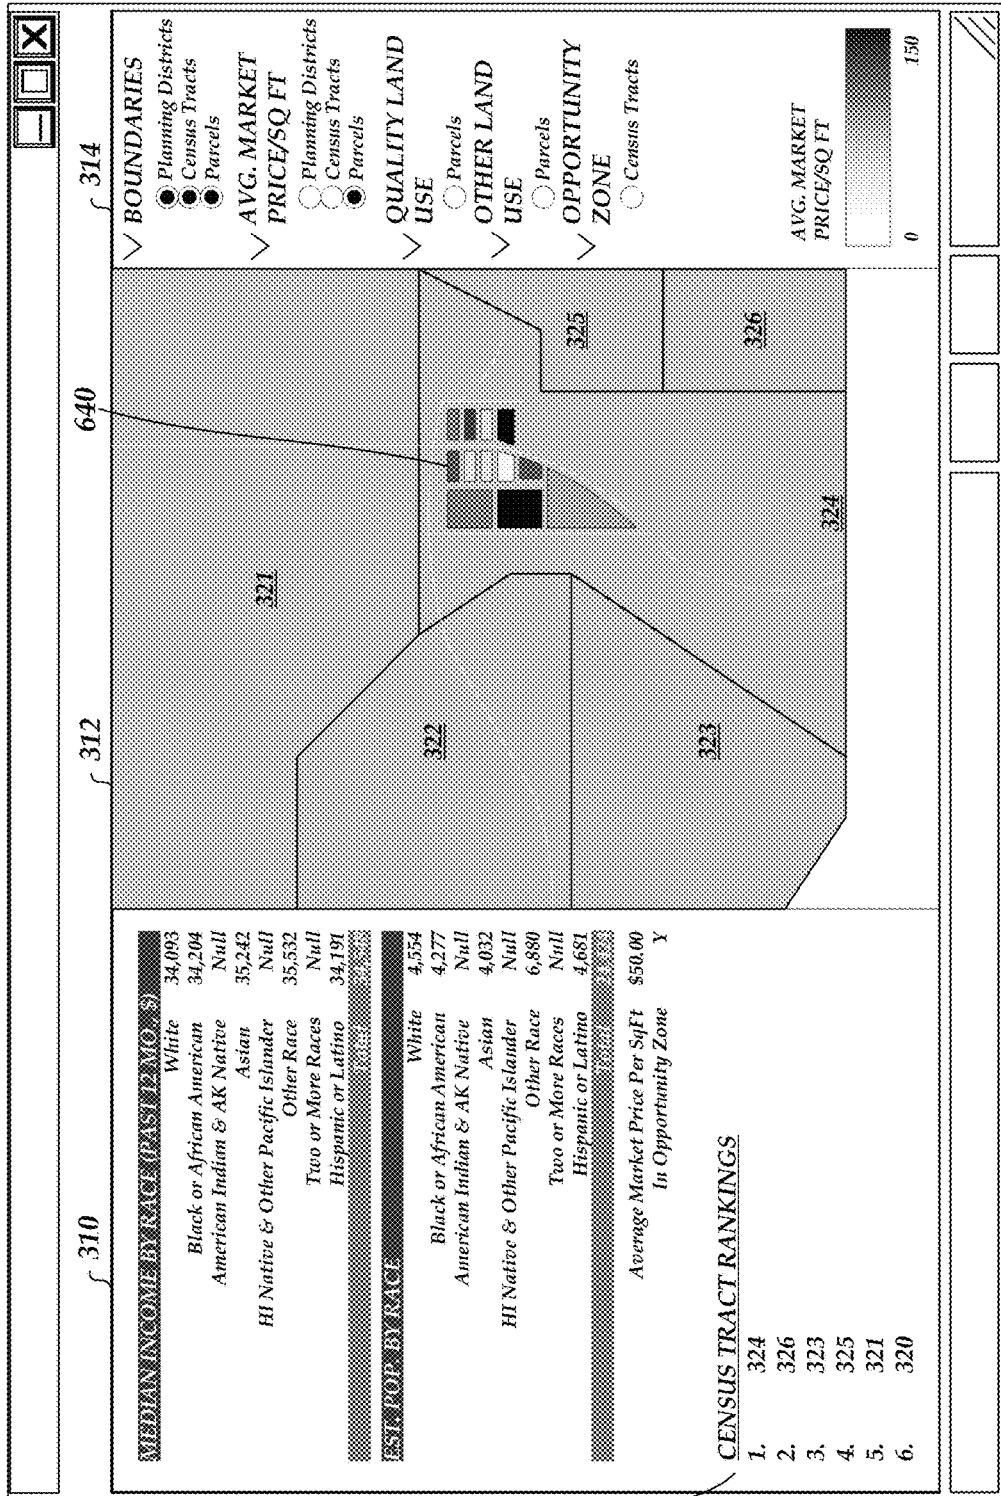 310
312
640
314
MEDIAN INCOME BY RACE (PAST 12 MO., $)
White 34,093
Black or African American 34,204
American Indian & AK Native Null
Asian 35,242
HI Native & Other Pacific Islander Null
Other Race 35,532
Two or More Races Null
Hispanic or Latino 34,191
EST. POP. BY RACE
White 4,554
Black or African American 4,277
American Indian & AK Native Null
Asian 4,032
HI Native & Other Pacific Islander Null
Other Race 6,880
Two or More Races Null
Hispanic or Latino 4,681
Average Market Price Per SqFt $50.00
In Opportunity Zone Y
CENSUS TRACT RANKINGS
1. 324
2. 326
3. 323
4. 325
5. 321
6. 320
321
322
323
324
325
326
BOUNDARIES
Planning Districts
Census Tracts
Parcels
AVG. MARKET
PRICE/SQ FT
Planning Districts
Census Tracts
Parcels
QUALITY LAND
USE
Parcels
OTHER LAND
USE
Parcels
OPPORTUNITY
ZONE
Census Tracts
AVG. MARKET
PRICE/SQ FT
0 150